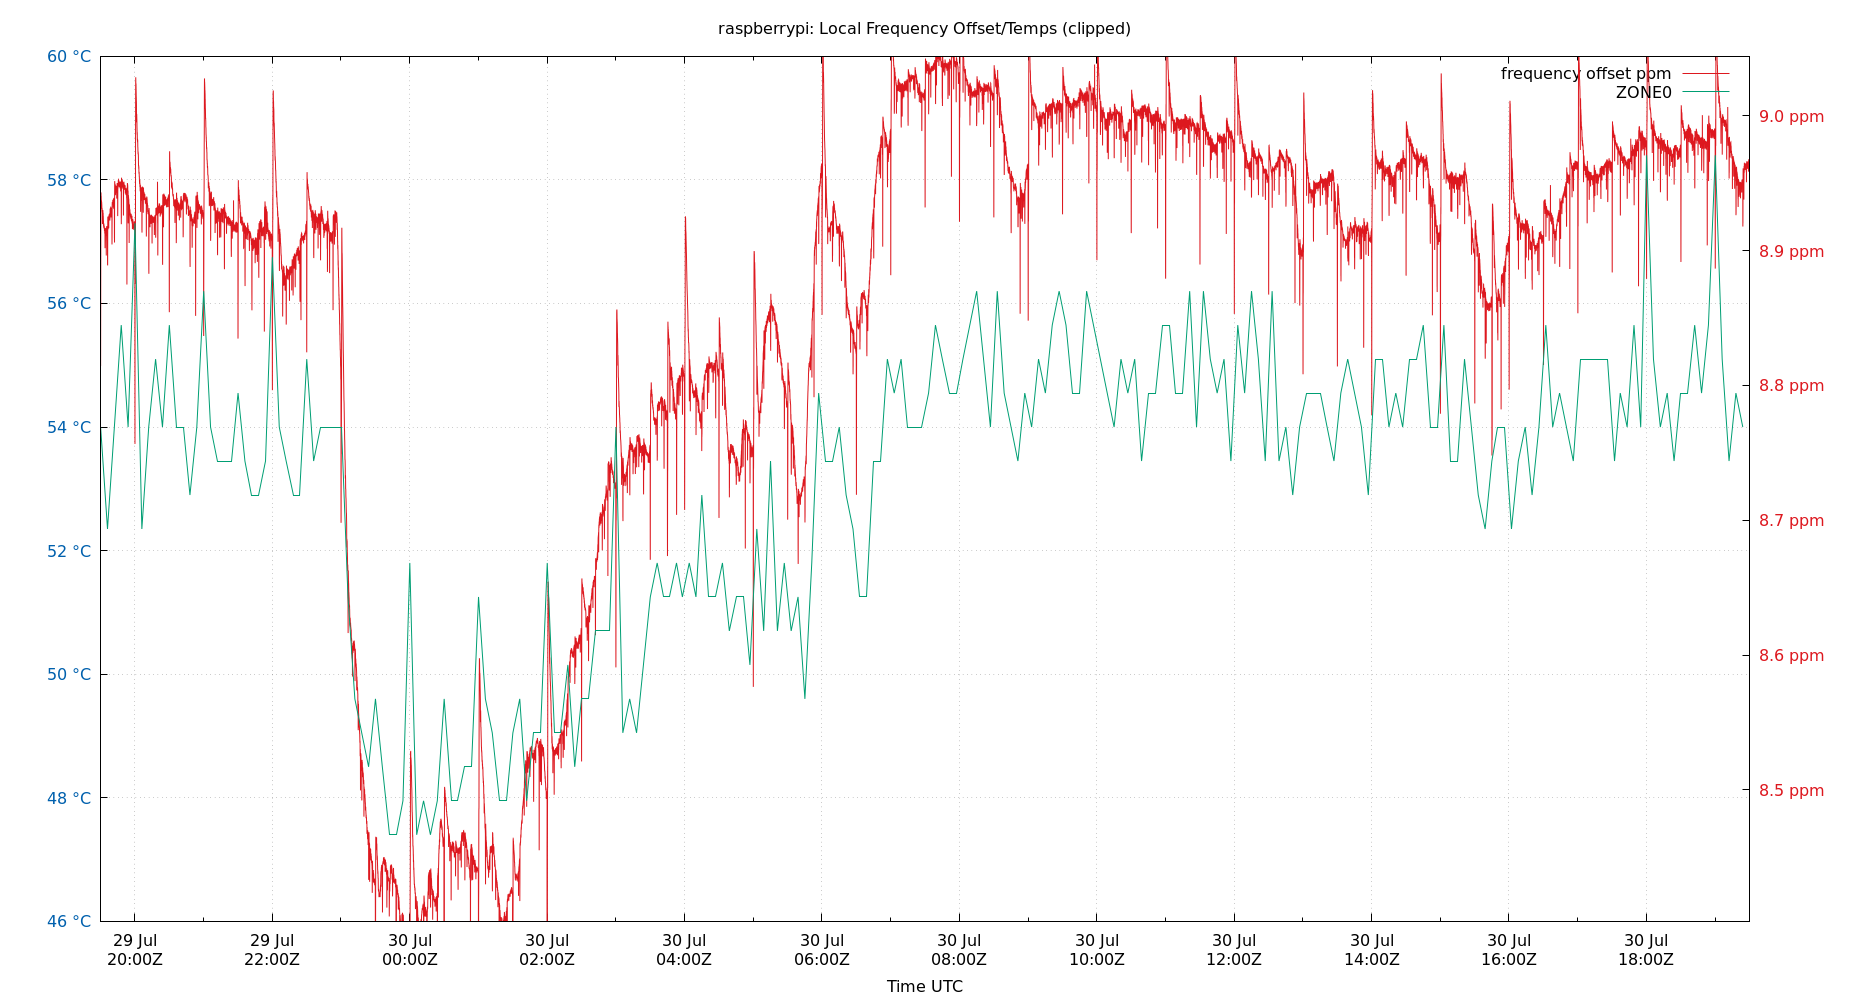 raspberrypi: Local Frequency Offset/Temps (clipped)
60 °C
58 °C
56 °C
54 °C
52 °C
50 °C
48 °C
46 °C
frequency offset ppm
ZONE0
9.0 ppm
8.9 ppm
8.8 ppm
8.7 ppm
8.6 ppm
8.5 ppm
29 Jul
20:00Z
29 Jul
22:00Z
30 Jul
00:00Z
30 Jul
02:00Z
30 Jul
04:00Z
30 Jul
06:00Z
30 Jul
08:00Z
30 Jul
10:00Z
30 Jul
12:00Z
30 Jul
14:00Z
30 Jul
16:00Z
30 Jul
18:00Z
Time UTC